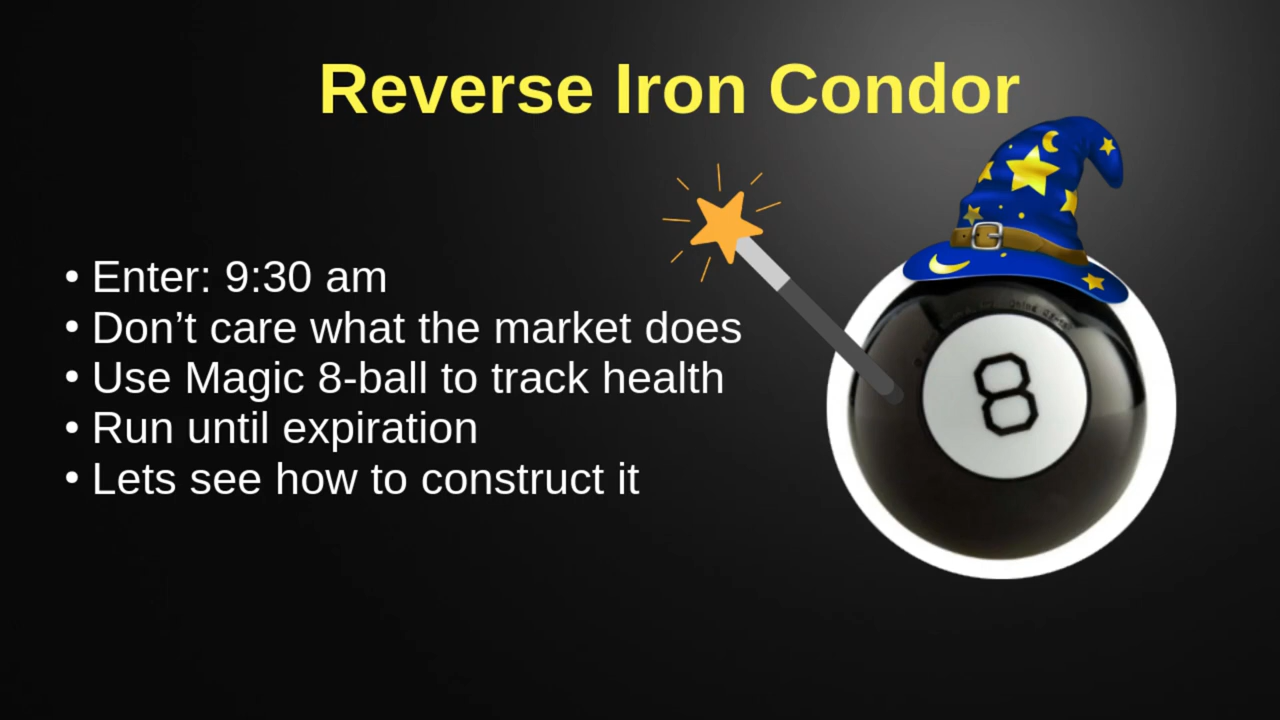 Reverse Iron Condor
• Enter: 9:30 am
• Don’t care what the market does
• Use Magic 8-ball to track health
• Run until expiration
• Lets see how to construct it
8